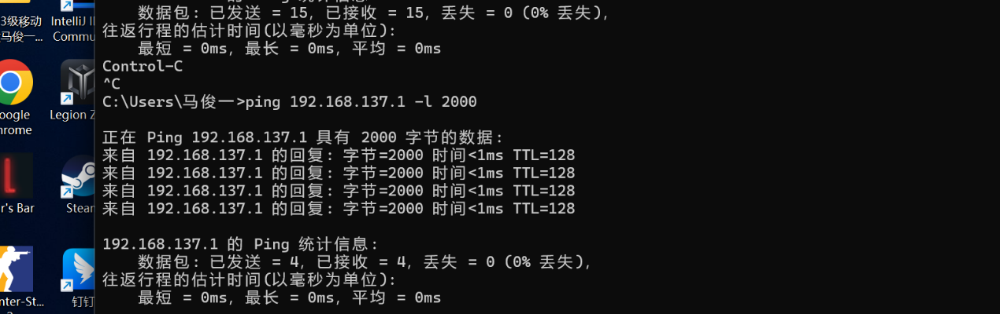 数据包: 已发送 = 15, 已接收 = 15, 丢失 = 0 (0% 丢失),
往返行程的估计时间(以毫秒为单位):
最短 = 0ms, 最长 = 0ms, 平均 = 0ms
Control-C
^C
C:\Users\马俊一>ping 192.168.137.1 -l 2000
正在 Ping 192.168.137.1 具有 2000 字节的数据:
来自 192.168.137.1 的回复: 字节=2000 时间<1ms TTL=128
来自 192.168.137.1 的回复: 字节=2000 时间<1ms TTL=128
来自 192.168.137.1 的回复: 字节=2000 时间<1ms TTL=128
来自 192.168.137.1 的回复: 字节=2000 时间<1ms TTL=128
192.168.137.1 的 Ping 统计信息:
数据包: 已发送 = 4, 已接收 = 4, 丢失 = 0 (0% 丢失),
往返行程的估计时间(以毫秒为单位):
最短 = 0ms, 最长 = 0ms, 平均 = 0ms
3级移动
马俊一...
IntelliJ I
Commu
oogle
hrome
Legion Z
r's Bar
Stean
nter-St...
钉钉